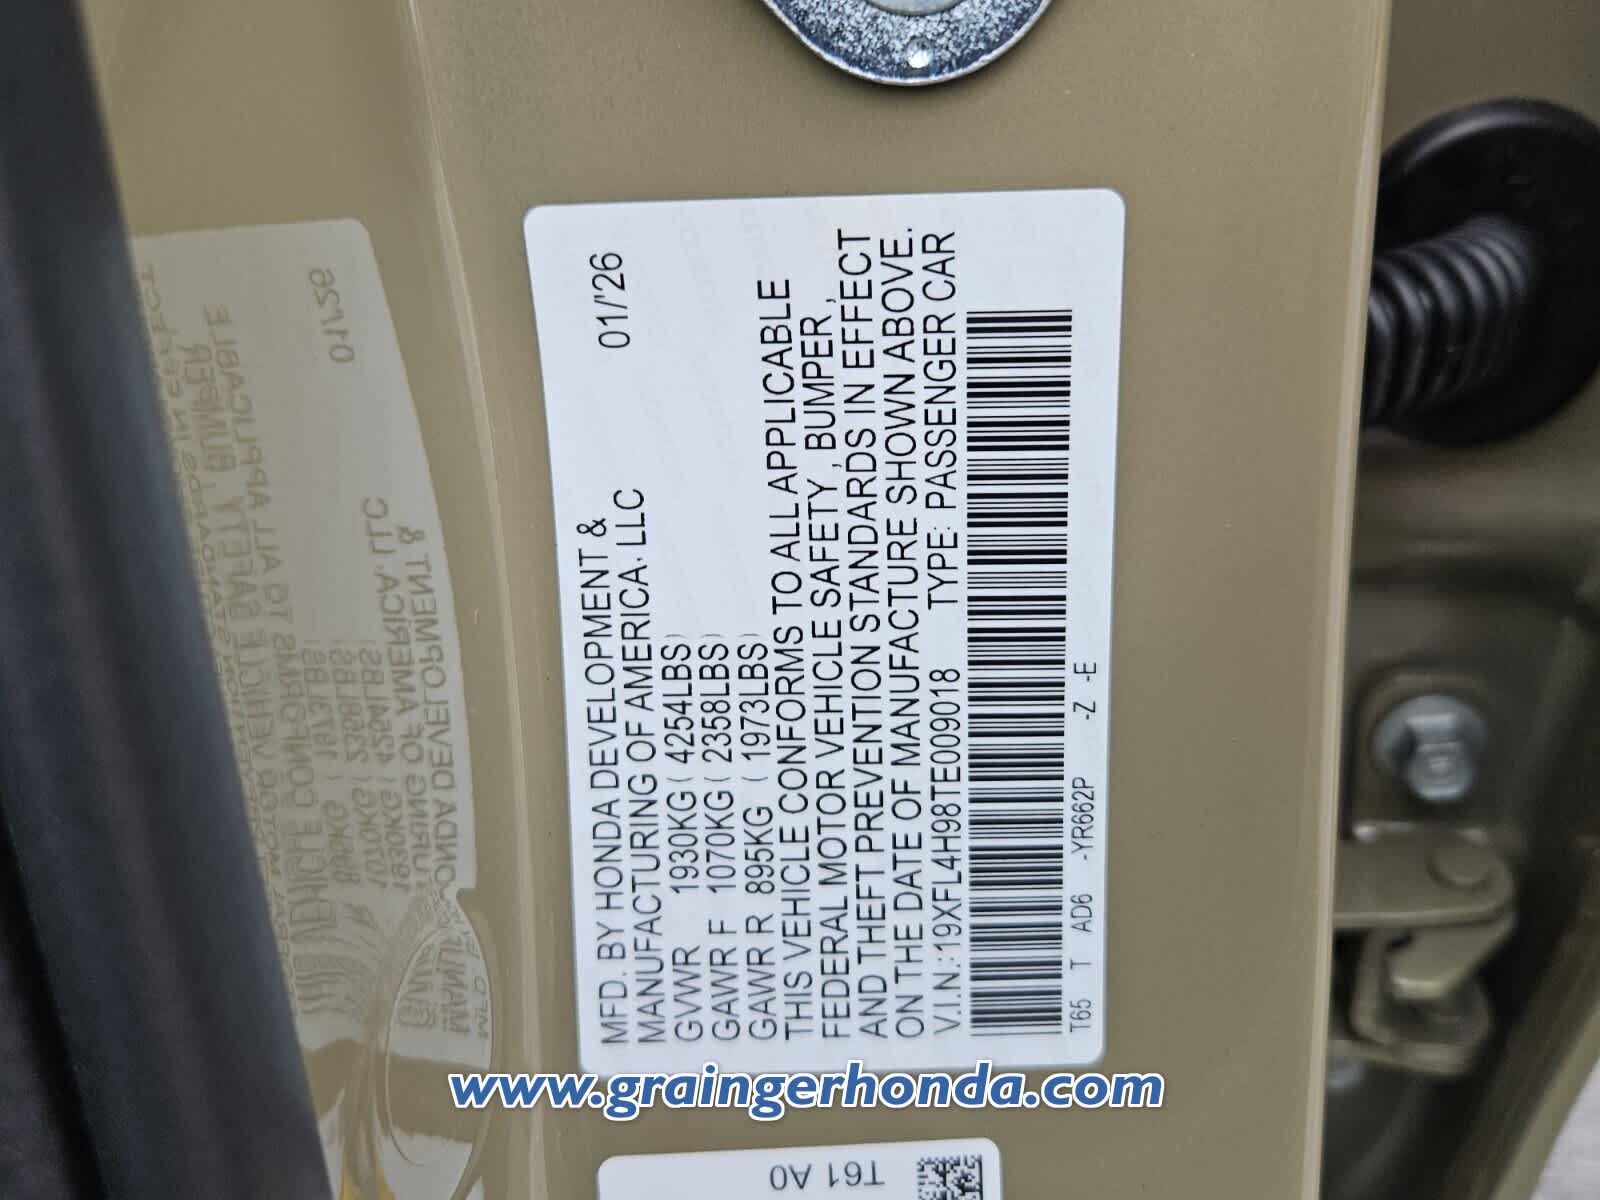 MFD. BY HONDA DEVELOPMENT &
MANUFACTURING OF AMERICA, LLC 01/'26
GVWR 1930KG ( 4254LBS)
GAWR F 1070KG ( 2358LBS)
GAWR R 895KG ( 1973LBS)
THIS VEHICLE CONFORMS TO ALL APPLICABLE
FEDERAL MOTOR VEHICLE SAFETY, BUMPER,
AND THEFT PREVENTION STANDARDS IN EFFECT
ON THE DATE OF MANUFACTURE SHOWN ABOVE.
V.I.N.:19XFL4H98TE009018 TYPE: PASSENGER CAR
T65 T AD6 -YR662P -Z -E
www.graingerhonda.com
T61 A0